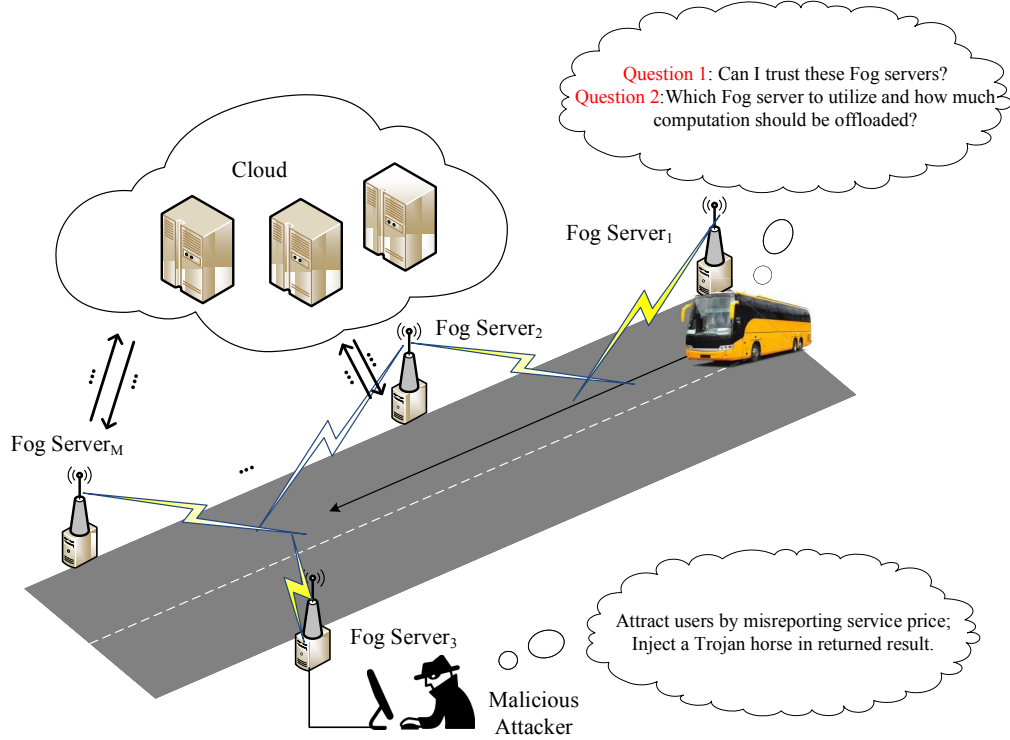 Question 1: Can I trust these Fog servers?
Question 2:Which Fog server to utilize and how much
computation should be offloaded?
Cloud
Fog Server₁
Fog Server₂
Fog Server_M
...
Fog Server₃
Malicious
Attacker
Attract users by misreporting service price;
Inject a Trojan horse in returned result.